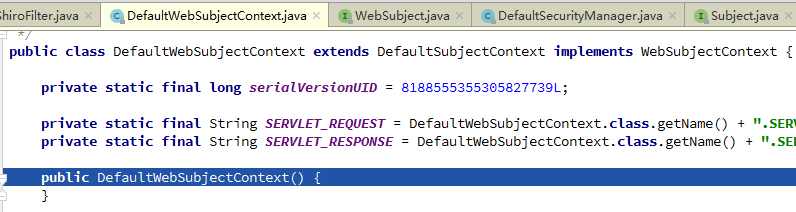 ShiroFilter.java × DefaultWebSubjectContext.java × WebSubject.java × DefaultSecurityManager.java × Subject.java ×
*/
public class DefaultWebSubjectContext extends DefaultSubjectContext implements WebSubjectContext {
private static final long serialVersionUID = 8188555355305827739L;
private static final String SERVLET_REQUEST = DefaultWebSubjectContext.class.getName() + ".SERV
private static final String SERVLET_RESPONSE = DefaultWebSubjectContext.class.getName() + ".SER
public DefaultWebSubjectContext() {
}